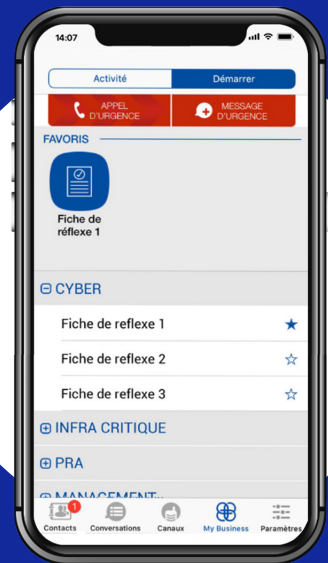 14:07
Activité
Démarrer
APPEL
D'URGENCE
MESSAGE
D'URGENCE
FAVORIS
Fiche de
réflexe 1
CYBER
Fiche de reflexe 1
Fiche de reflexe 2
Fiche de reflexe 3
INFRA CRITIQUE
PRA
MANAGEMENT
1
Contacts
Conversations
Canaux
My Business
Paramètres